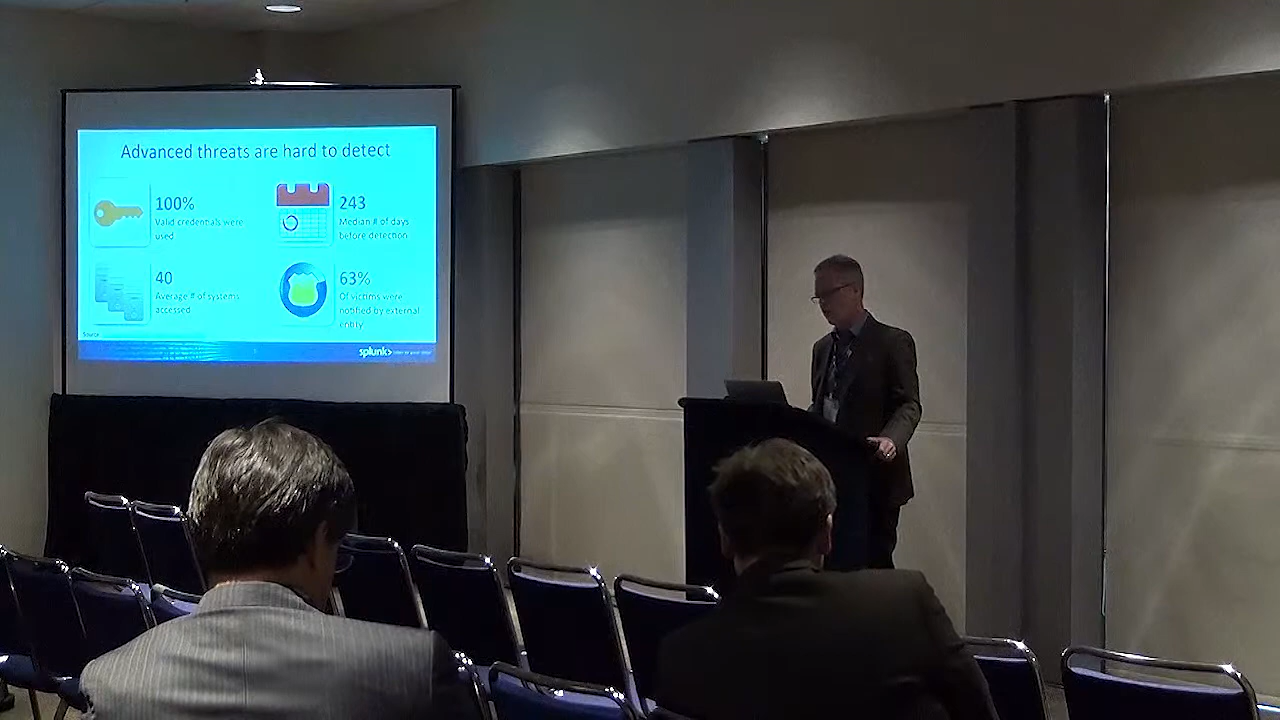 Advanced threats are hard to detect
100%
Valid credentials were
used
243
Median # of days
before detection
40
Average # of systems
accessed
63%
Of victims were
notified by external
entity
Source
splunk>